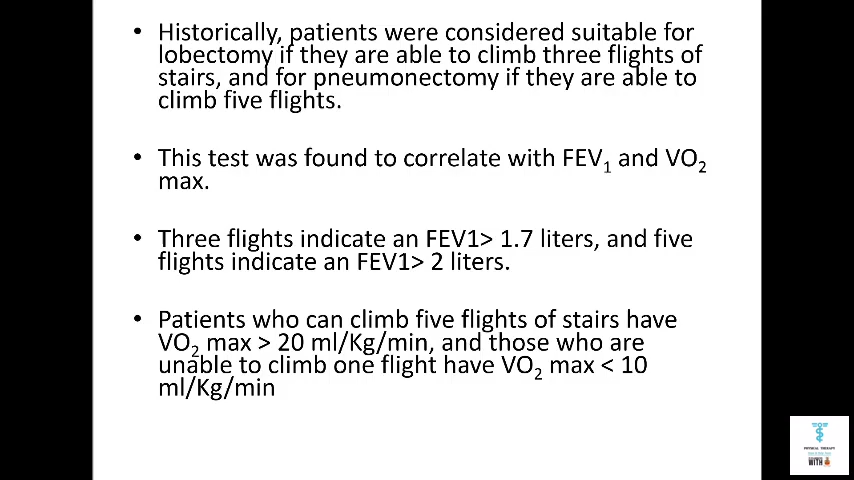 • Historically, patients were considered suitable for
lobectomy if they are able to climb three flights of
stairs, and for pneumonectomy if they are able to
climb five flights.
• This test was found to correlate with FEV₁ and VO₂
max.
• Three flights indicate an FEV1> 1.7 liters, and five
flights indicate an FEV1> 2 liters.
• Patients who can climb five flights of stairs have
VO₂ max > 20 ml/Kg/min, and those who are
unable to climb one flight have VO₂ max < 10
ml/Kg/min
PHYSICAL THERAPY
WITH